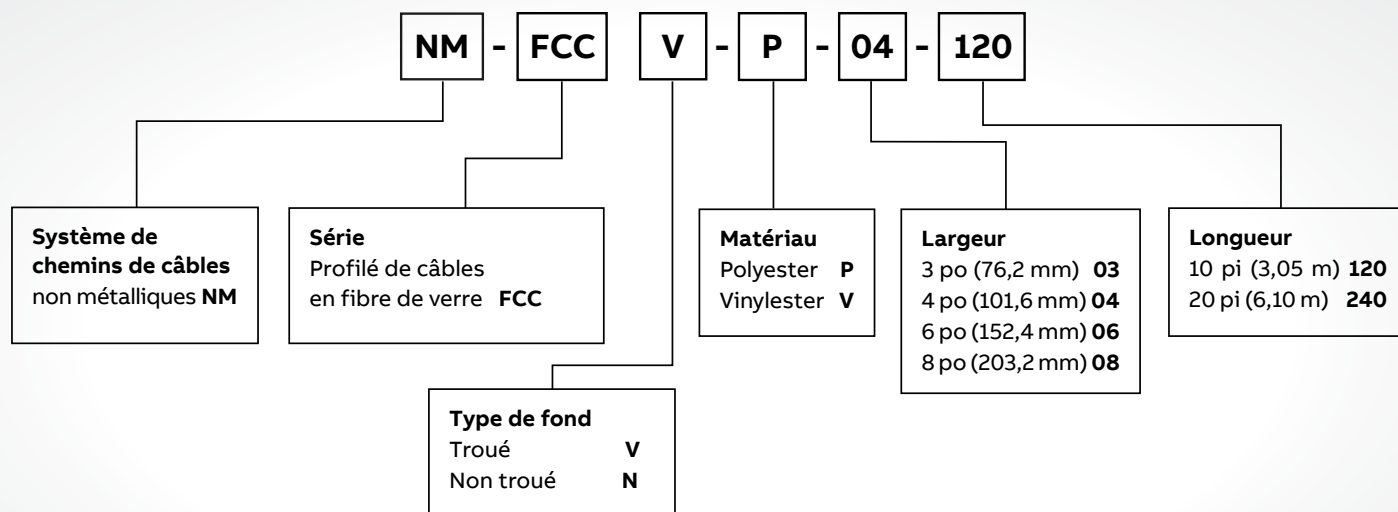 NM - FCC V - P - 04 - 120
Système de
chemins de câbles
non métalliques NM
Série
Profilé de câbles
en fibre de verre FCC
Matériau
Polyester P
Vinylester V
Largeur
3 po (76,2 mm) 03
4 po (101,6 mm) 04
6 po (152,4 mm) 06
8 po (203,2 mm) 08
Longueur
10 pi (3,05 m) 120
20 pi (6,10 m) 240
Type de fond
Troué V
Non troué N